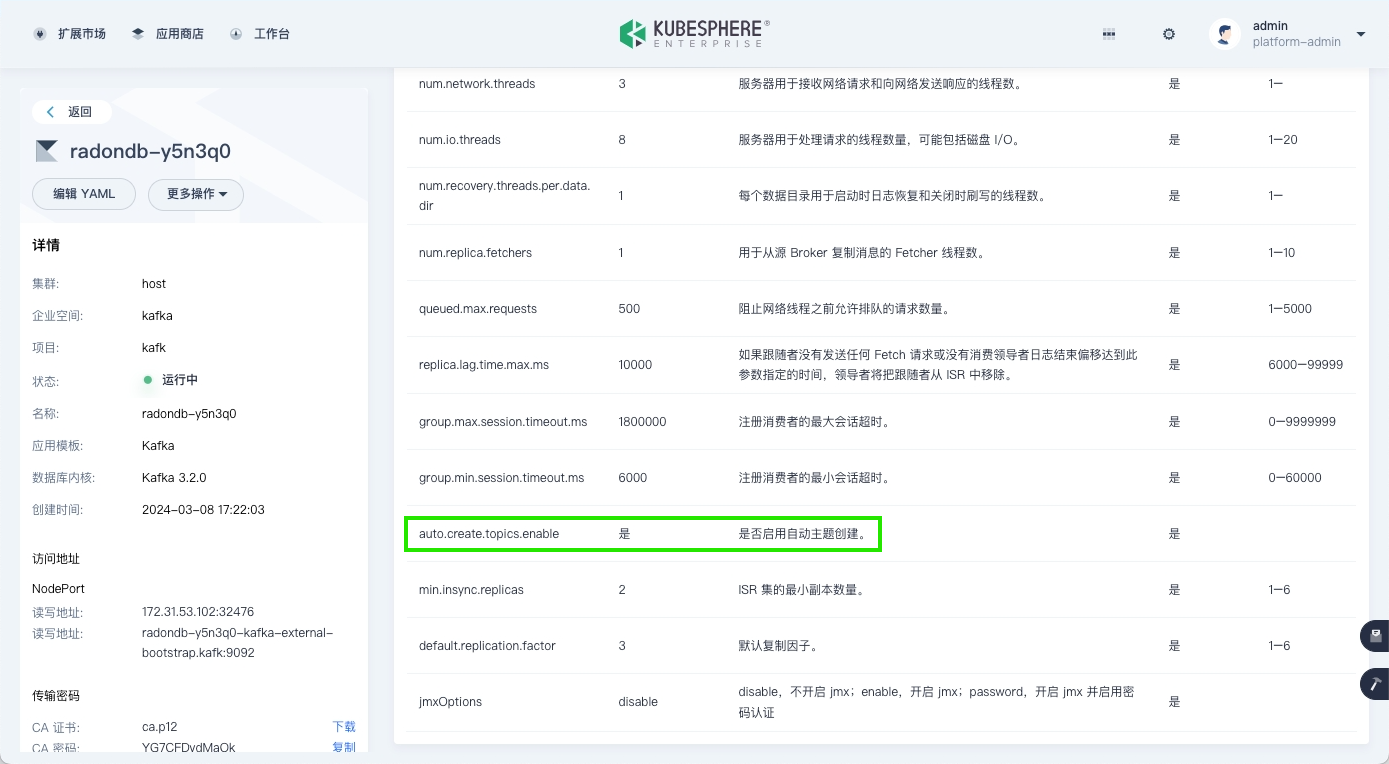 扩展市场 应用商店 工作台
KUBESPHERE®
ENTERPRISE
admin
platform-admin
返回
radondb-y5n3q0
编辑 YAML 更多操作
详情
集群: host
企业空间: kafka
项目: kafk
状态: 运行中
名称: radondb-y5n3q0
应用模板: Kafka
数据库内核: Kafka 3.2.0
创建时间: 2024-03-08 17:22:03
访问地址
NodePort
读写地址: 172.31.53.102:32476
读写地址: radondb-y5n3q0-kafka-external-
bootstrap.kafk:9092
传输密码
CA 证书: ca.p12 下载
CA 密码: YG7CFDvdMaOk 复制
num.network.threads 3 服务器用于接收网络请求和向网络发送响应的线程数。 是 1—
num.io.threads 8 服务器用于处理请求的线程数量，可能包括磁盘 I/O。 是 1—20
num.recovery.threads.per.data.
dir 1 每个数据目录用于启动时日志恢复和关闭时刷写的线程数。 是 1—
num.replica.fetchers 1 用于从源 Broker 复制消息的 Fetcher 线程数。 是 1—10
queued.max.requests 500 阻止网络线程之前允许排队的请求数量。 是 1—5000
replica.lag.time.max.ms 10000 如果跟随者没有发送任何 Fetch 请求或没有消费领导者日志结束偏移达到此
参数指定的时间，领导者将把跟随者从 ISR 中移除。 是 6000—99999
group.max.session.timeout.ms 1800000 注册消费者的最大会话超时。 是 0—9999999
group.min.session.timeout.ms 6000 注册消费者的最小会话超时。 是 0—60000
auto.create.topics.enable 是 是否启用自动主题创建。 是
min.insync.replicas 2 ISR 集的最小副本数量。 是 1—6
default.replication.factor 3 默认复制因子。 是 1—6
jmxOptions disable disable，不开启 jmx；enable，开启 jmx；password，开启 jmx 并启用密
码认证 是